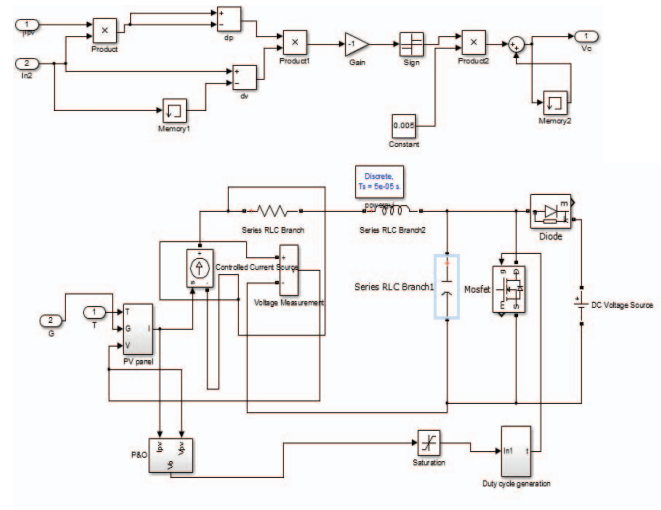 1
Product
dp
Product1
-1
Gain
Sign
Product2
1
Vc
2
In2
dv
Memory1
0.005
Constant
Memory2
Discrete,
Ts = 5e-05 s
m
Diode
Series RLC Branch
Series RLC Branch2
Controlled Current Source
Voltage Measurement
Series RLC Branch1
Mosfet
g
D
E
S
DC Voltage Source
2
G
1
T
T
G
V
I
PV panel
P&O
Saturation
In1
t
Duty cycle generation